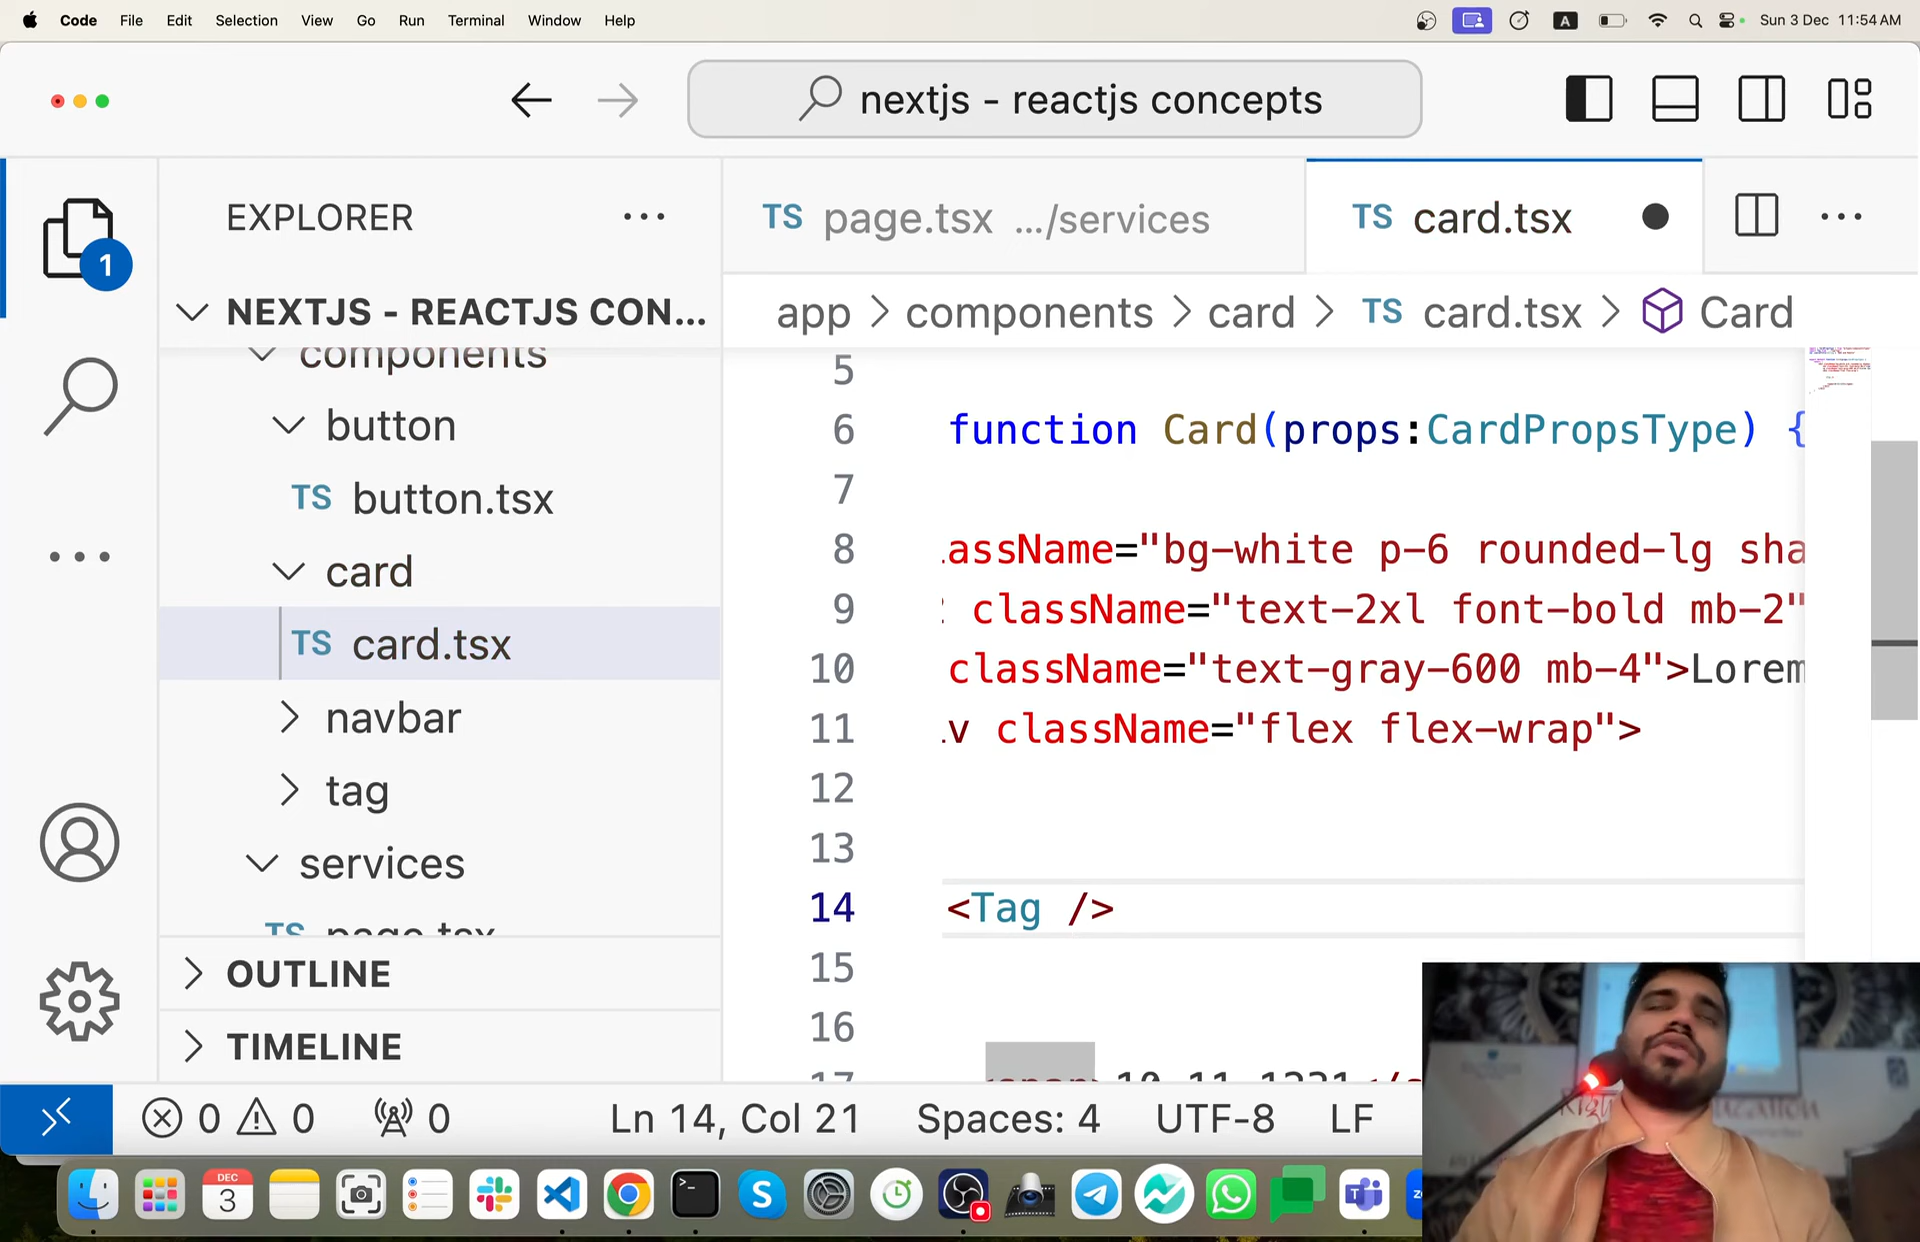 Code File Edit Selection View Go Run Terminal Window Help A Sun 3 Dec 11:54 AM
nextjs - reactjs concepts
EXPLORER
TS page.tsx .../services
TS card.tsx
1
NEXTJS - REACTJS CON...
app > components > card > TS card.tsx > Card
components
button
TS button.tsx
card
TS card.tsx
navbar
tag
services
TS page.tsx
OUTLINE
TIMELINE
5
6 function Card(props:CardPropsType) {
7
8 assName="bg-white p-6 rounded-lg sha
9 className="text-2xl font-bold mb-2"
10 className="text-gray-600 mb-4">Lorem
11 v className="flex flex-wrap">
12
13
14 <Tag />
15
16
17
0 0 0
Ln 14, Col 21 Spaces: 4 UTF-8 LF
DEC
3